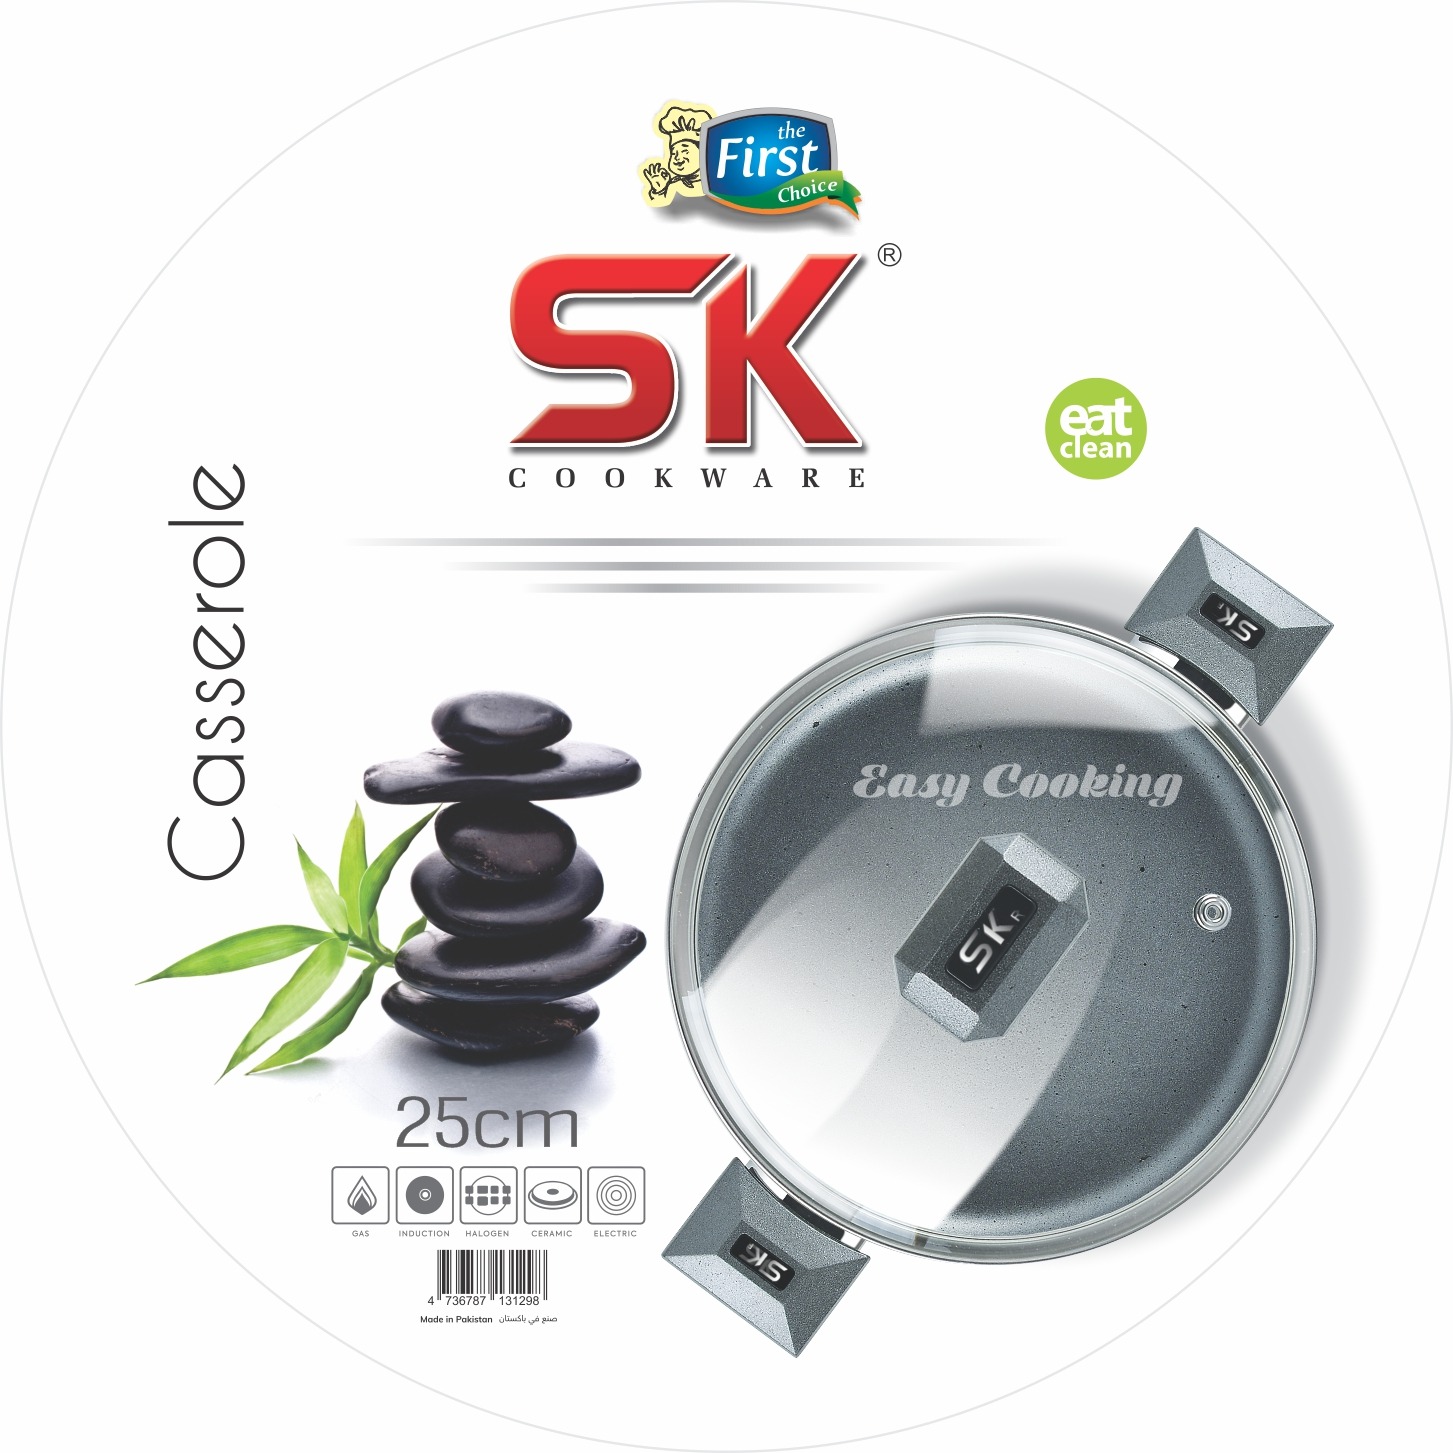 the
First
Choice
SK®
COOKWARE
eat
clean
Casserole
Easy Cooking
SK
SK R
SK
25cm
GAS INDUCTION HALOGEN CERAMIC ELECTRIC
4 736787 131298
Made in Pakistan صنع في باكستان